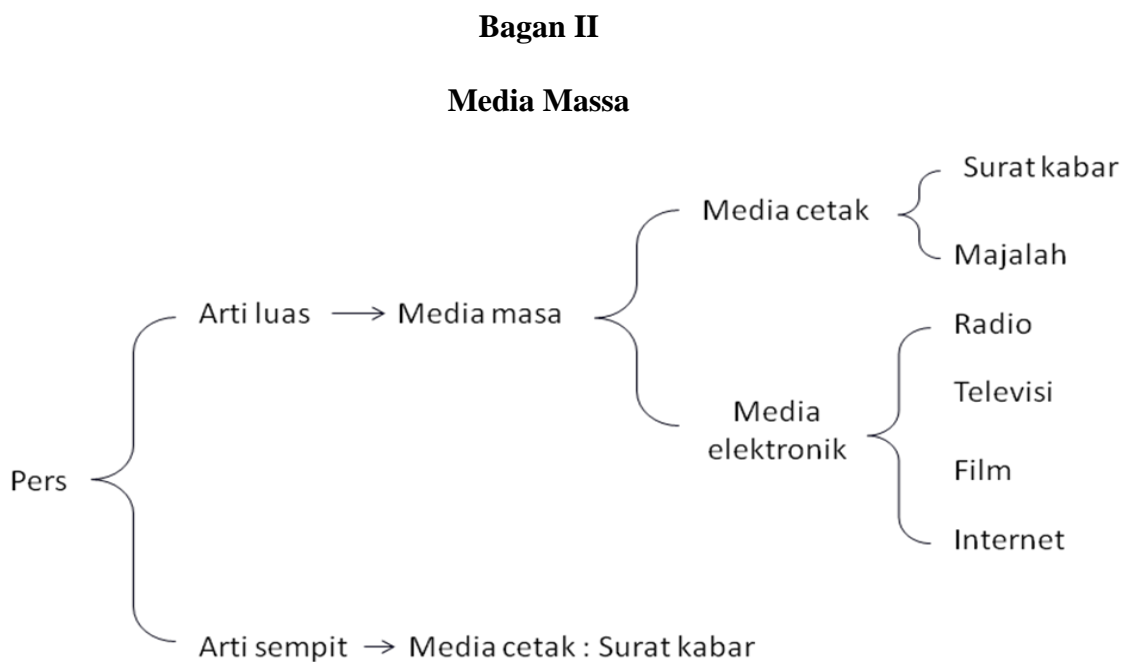 Bagan II
Media Massa
Surat kabar
Media cetak
Majalah
Arti luas → Media masa
Radio
Televisi
Media
elektronik
Film
Pers
Internet
Arti sempit → Media cetak : Surat kabar